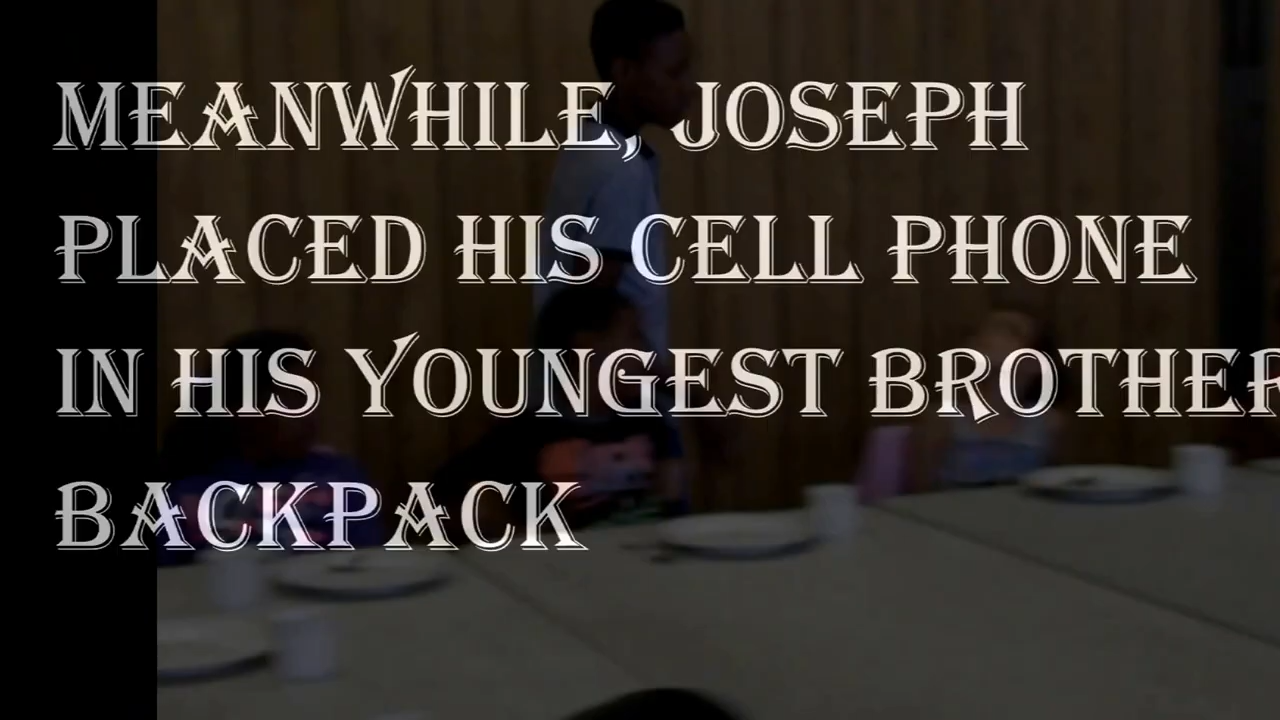 MEANWHILE, JOSEPH
PLACED HIS CELL PHONE
IN HIS YOUNGEST BROTHER
BACKPACK